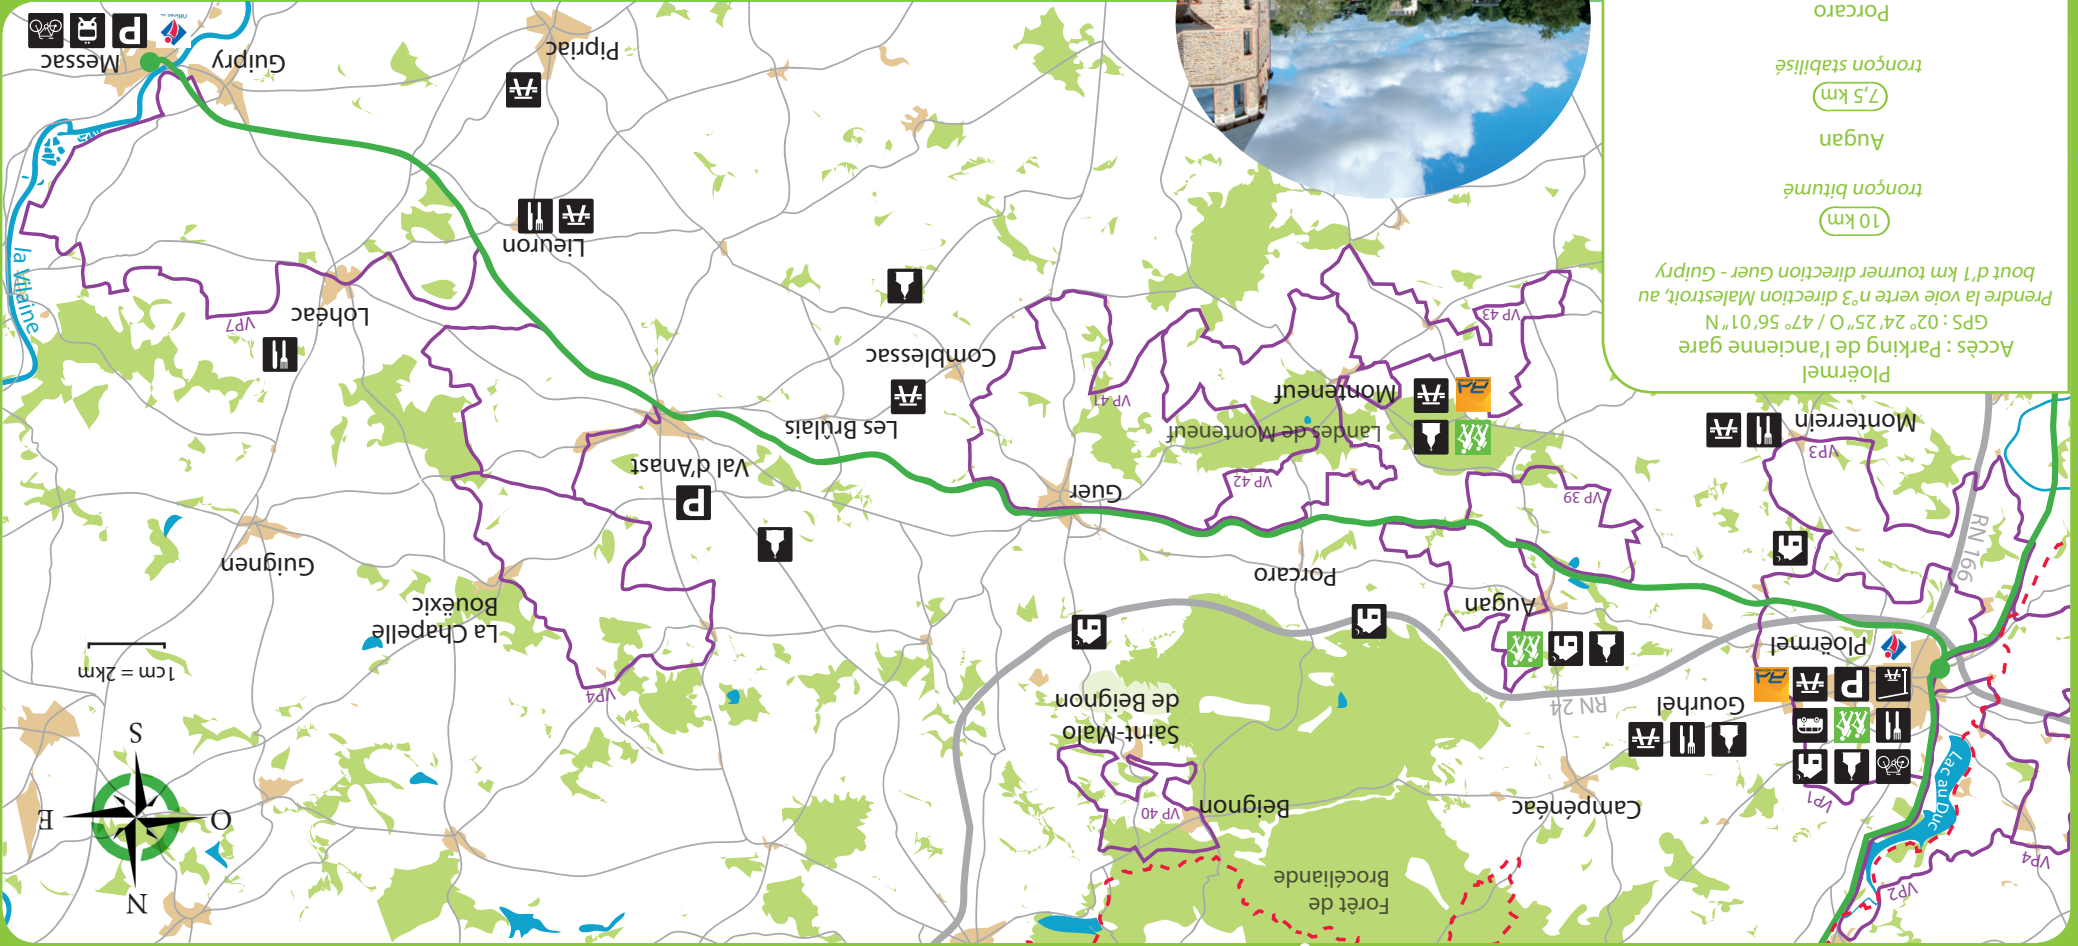 Ploërmel
Accès : Parking de l'ancienne gare
GPS : 02° 24'25"O / 47° 56'01"N
Prendre la voie verte n°3 direction Malestroit, au
bout d'1 km tourner direction Guer - Guipry
10 km
tronçon bitumé
Augan
7,5 km
tronçon stabilisé
Porcaro
N
O
E
S
1cm = 2km
Forêt de
Brocéliande
Lac au Duc
VP2
VP4
VP1
Campénéac
Beignon
VP 40
Saint-Malo
de Beignon
Gourhel
RN 24
Ploërmel
VP4
La Chapelle
Bouëxic
Augan
Porcaro
Guignen
RN 166
VP 39
Guer
VP 42
Val d'Anast
VP3
Monterrein
Landes de Monteneuf
Monteneuf
Les Brûlais
VP 41
Comblessac
VP 43
Lohéac
VP7
la Vilaine
Lieuron
Guipry
Messac
Pipriac
P
P
P